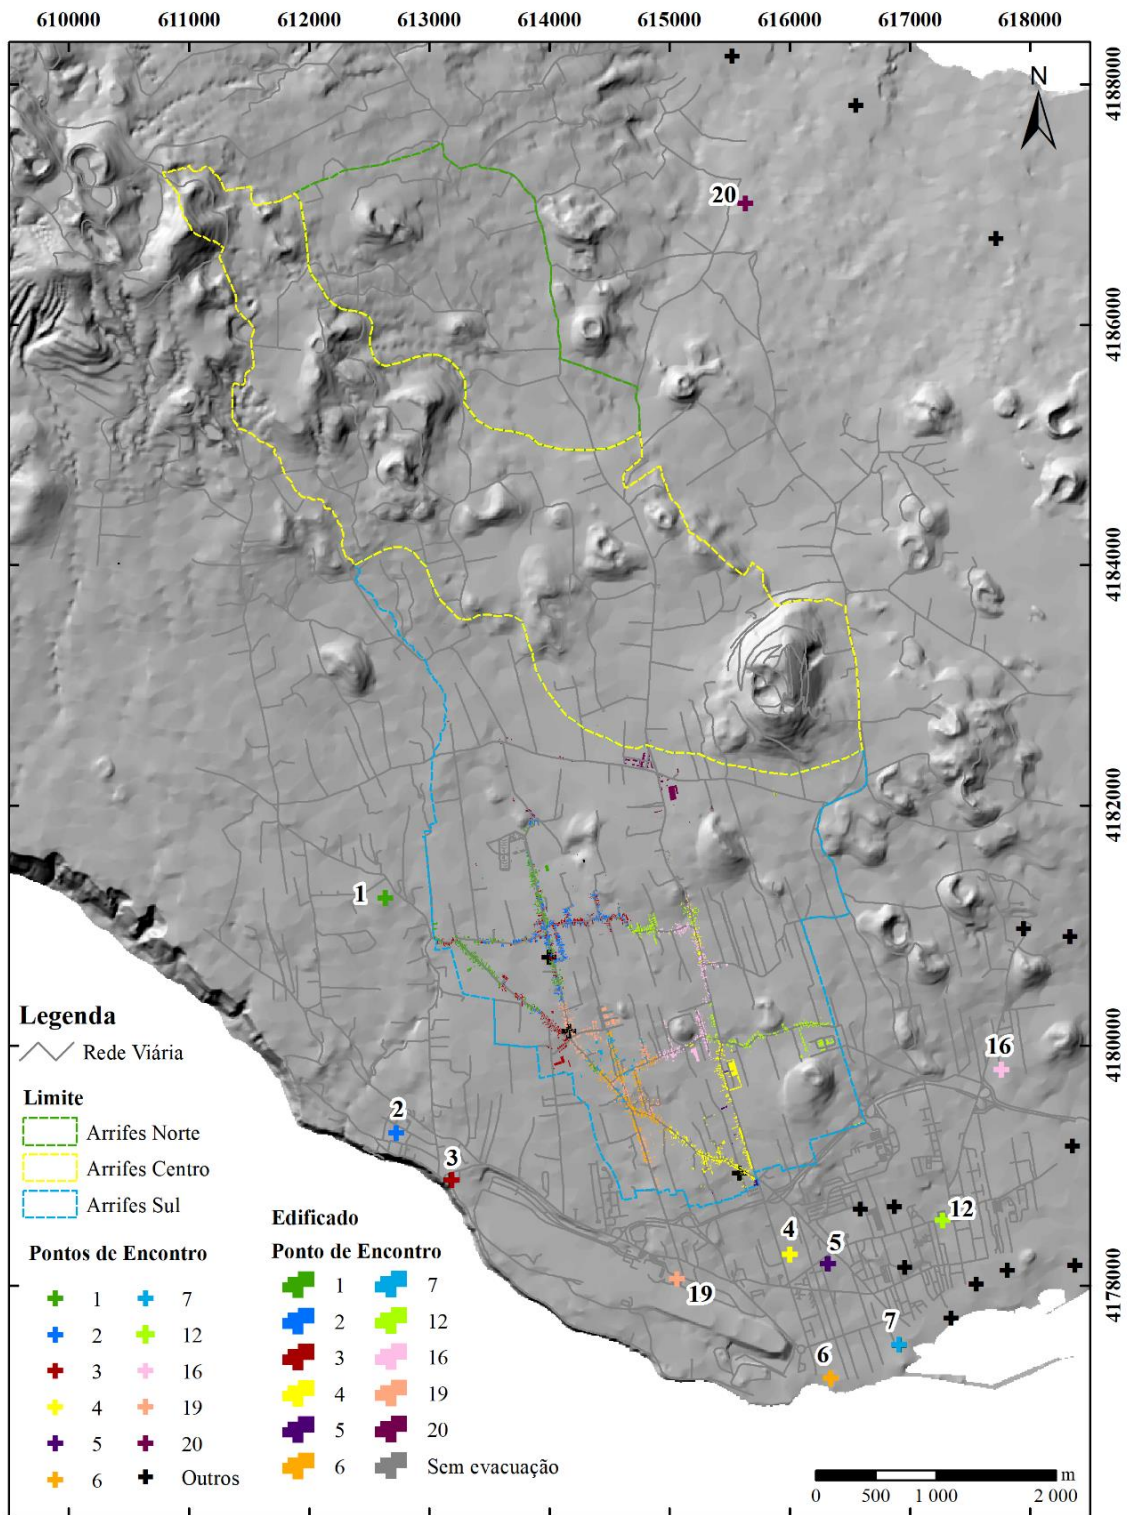 610000 611000 612000 613000 614000 615000 616000 617000 618000
4188000
N
20
4186000
4184000
4182000
1
4180000
16
2
3
12
4
5
19
4178000
7
6
Legenda
Rede Viária
Limite
Arrifes Norte
Arrifes Centro
Arrifes Sul
Pontos de Encontro
1 7
2 12
3 16
4 19
5 20
6 Outros
Edificado
Ponto de Encontro
1 7
2 12
3 16
4 19
5 20
6 Sem evacuação
m
0 500 1 000 2 000